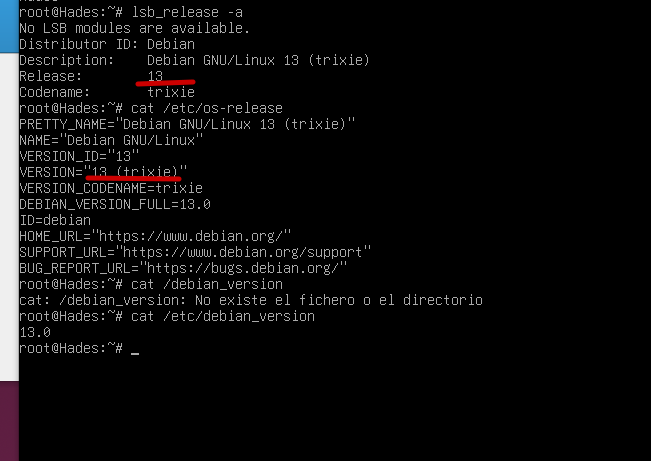 root@Hades:~# lsb_release -a
No LSB modules are available.
Distributor ID: Debian
Description:    Debian GNU/Linux 13 (trixie)
Release:        13
Codename:       trixie
root@Hades:~# cat /etc/os-release
PRETTY_NAME="Debian GNU/Linux 13 (trixie)"
NAME="Debian GNU/Linux"
VERSION_ID="13"
VERSION="13 (trixie)"
VERSION_CODENAME=trixie
DEBIAN_VERSION_FULL=13.0
ID=debian
HOME_URL="https://www.debian.org/"
SUPPORT_URL="https://www.debian.org/support"
BUG_REPORT_URL="https://bugs.debian.org/"
root@Hades:~# cat /debian_version
cat: /debian_version: No existe el fichero o el directorio
root@Hades:~# cat /etc/debian_version
13.0
root@Hades:~# _